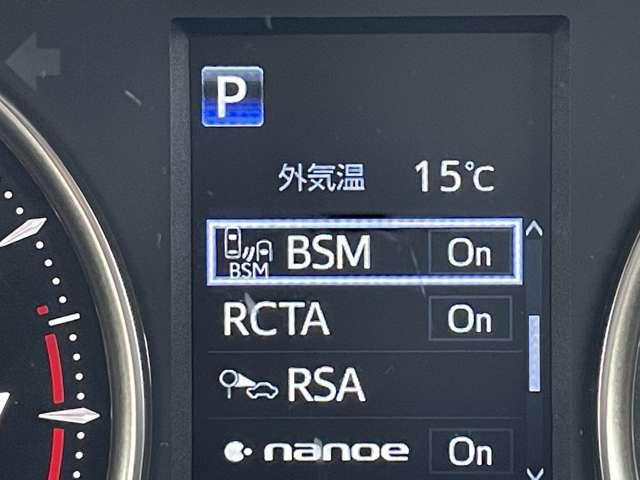 P
外気温 15℃
BSM BSM On
RCTA On
RSA
nanoe On